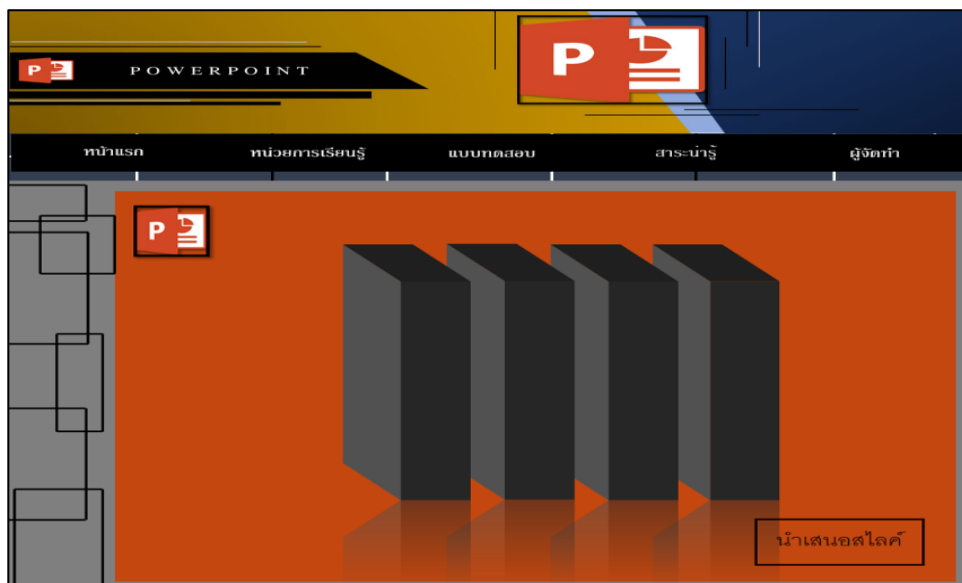 P POWERPOINT
P
หน้าแรก หน่วยการเรียนรู้ แบบทดสอบ สาระน่ารู้ ผู้จัดทำ
P
นำเสนอสไลค์